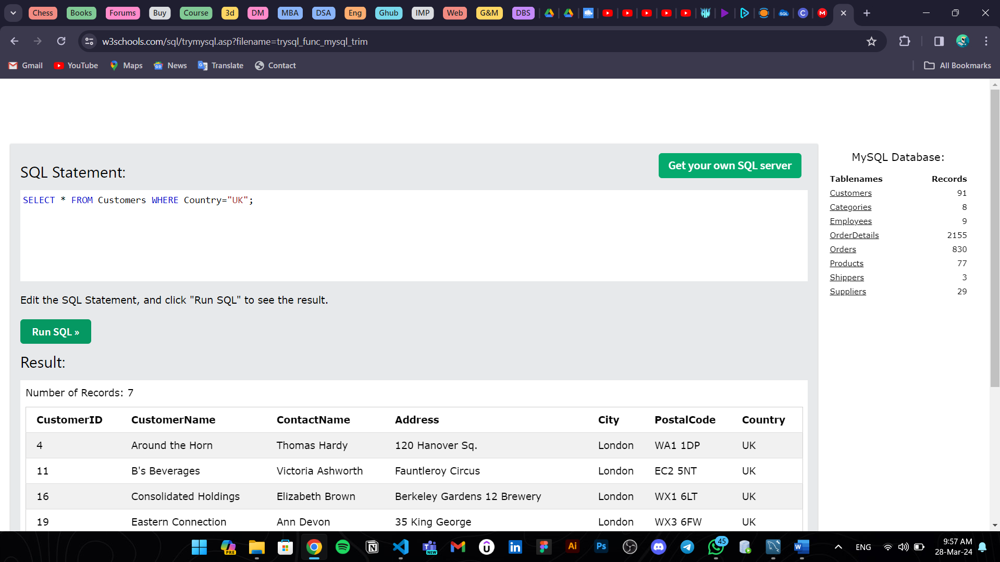 Chess Books Forums Buy Course 3d DM MBA DSA Eng Ghub IMP Web G&M DBS
w3schools.com/sql/trymysql.asp?filename=trysql_func_mysql_trim
Gmail YouTube Maps News Translate Contact All Bookmarks
SQL Statement:
Get your own SQL server
SELECT * FROM Customers WHERE Country="UK";
Edit the SQL Statement, and click "Run SQL" to see the result.
Run SQL »
Result:
Number of Records: 7
CustomerID CustomerName ContactName Address City PostalCode Country
4 Around the Horn Thomas Hardy 120 Hanover Sq. London WA1 1DP UK
11 B's Beverages Victoria Ashworth Fauntleroy Circus London EC2 5NT UK
16 Consolidated Holdings Elizabeth Brown Berkeley Gardens 12 Brewery London WX1 6LT UK
19 Eastern Connection Ann Devon 35 King George London WX3 6FW UK
MySQL Database:
Tablenames Records
Customers 91
Categories 8
Employees 9
OrderDetails 2155
Orders 830
Products 77
Shippers 3
Suppliers 29
PRE
NEW
Ai
Ps
45
ENG
9:57 AM
28-Mar-24